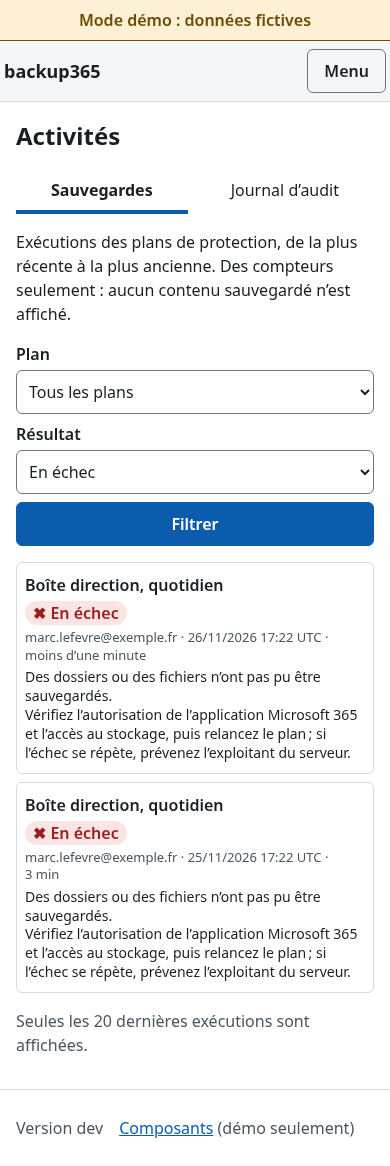 Mode démo : données fictives
backup365
Menu
Activités
Sauvegardes
Journal d’audit
Exécutions des plans de protection, de la plus
récente à la plus ancienne. Des compteurs
seulement : aucun contenu sauvegardé n’est
affiché.
Plan
Tous les plans
Résultat
En échec
Filtrer
Boîte direction, quotidien
✖ En échec
marc.lefevre@exemple.fr · 26/11/2026 17:22 UTC ·
moins d’une minute
Des dossiers ou des fichiers n’ont pas pu être
sauvegardés.
Vérifiez l’autorisation de l’application Microsoft 365
et l’accès au stockage, puis relancez le plan ; si
l’échec se répète, prévenez l’exploitant du serveur.
Boîte direction, quotidien
✖ En échec
marc.lefevre@exemple.fr · 25/11/2026 17:22 UTC ·
3 min
Des dossiers ou des fichiers n’ont pas pu être
sauvegardés.
Vérifiez l’autorisation de l’application Microsoft 365
et l’accès au stockage, puis relancez le plan ; si
l’échec se répète, prévenez l’exploitant du serveur.
Seules les 20 dernières exécutions sont
affichées.
Version dev Composants (démo seulement)